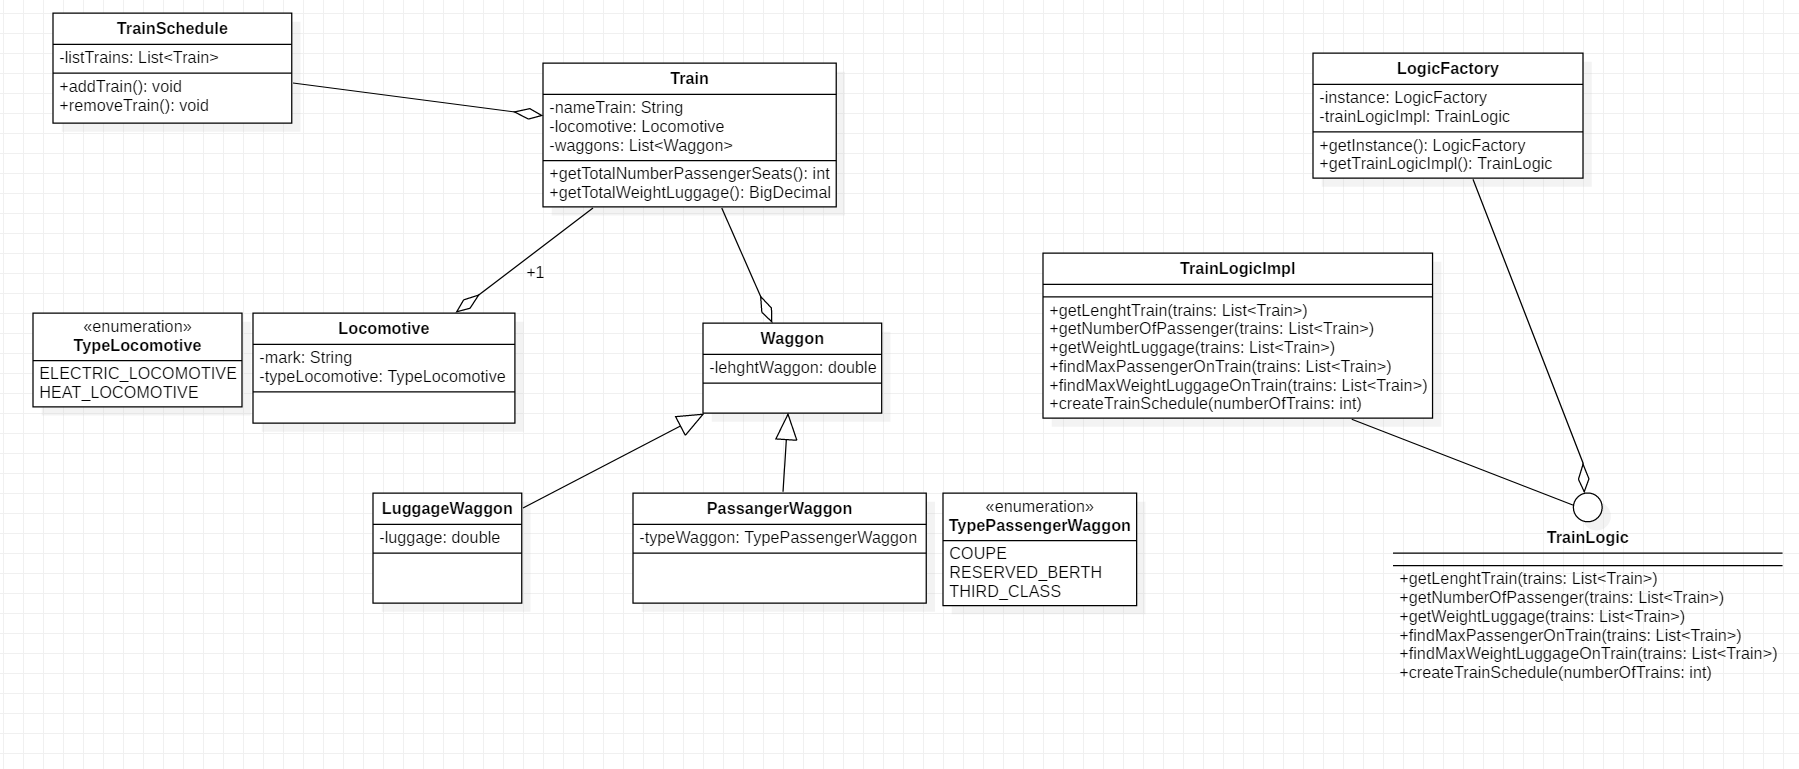 TrainSchedule
-listTrains: List<Train>
+addTrain(): void
+removeTrain(): void
Train
-nameTrain: String
-locomotive: Locomotive
-waggons: List<Waggon>
+getTotalNumberPassengerSeats(): int
+getTotalWeightLuggage(): BigDecimal
LogicFactory
-instance: LogicFactory
-trainLogicImpl: TrainLogic
+getInstance(): LogicFactory
+getTrainLogicImpl(): TrainLogic
+1
TrainLogicImpl
+getLenghtTrain(trains: List<Train>)
+getNumberOfPassenger(trains: List<Train>)
+getWeightLuggage(trains: List<Train>)
+findMaxPassengerOnTrain(trains: List<Train>)
+findMaxWeightLuggageOnTrain(trains: List<Train>)
+createTrainSchedule(numberOfTrains: int)
«enumeration»
TypeLocomotive
ELECTRIC_LOCOMOTIVE
HEAT_LOCOMOTIVE
Locomotive
-mark: String
-typeLocomotive: TypeLocomotive
Waggon
-lehghtWaggon: double
LuggageWaggon
-luggage: double
PassangerWaggon
-typeWaggon: TypePassengerWaggon
«enumeration»
TypePassengerWaggon
COUPE
RESERVED_BERTH
THIRD_CLASS
TrainLogic
+getLenghtTrain(trains: List<Train>)
+getNumberOfPassenger(trains: List<Train>)
+getWeightLuggage(trains: List<Train>)
+findMaxPassengerOnTrain(trains: List<Train>)
+findMaxWeightLuggageOnTrain(trains: List<Train>)
+createTrainSchedule(numberOfTrains: int)